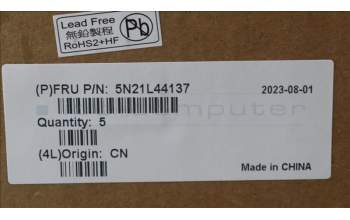 Lead Free
無鉛製程
RoHS2+HF
Pb
(P)FRU P/N: 5N21L44137
2023-08-01
computer
Quantity: 5
(4L)Origin: CN
Made in CHINA